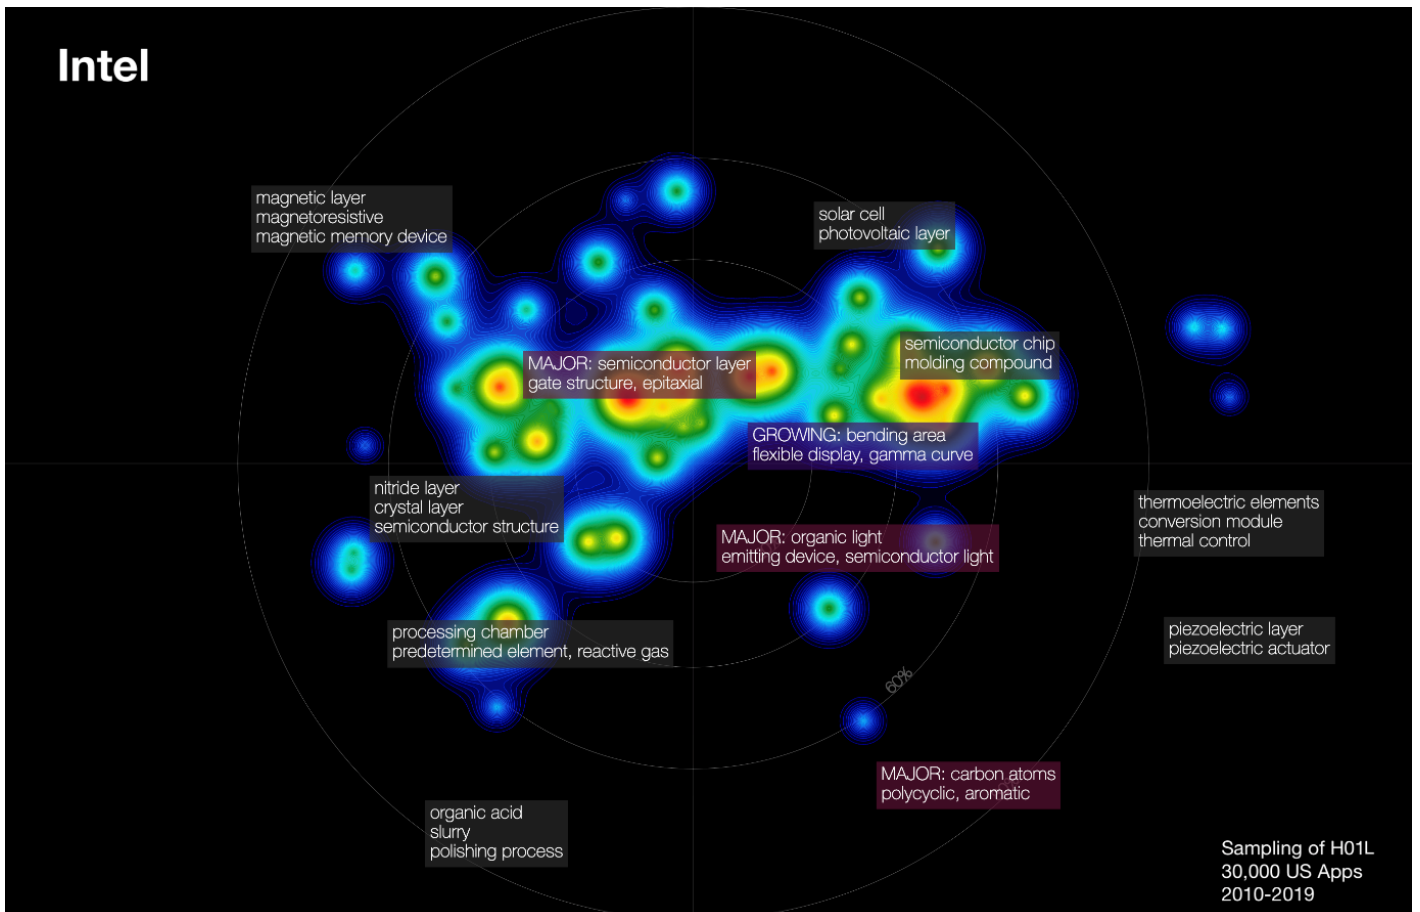 Intel
magnetic layer
magnetoresistive
magnetic memory device
solar cell
photovoltaic layer
semiconductor chip
molding compound
MAJOR: semiconductor layer
gate structure, epitaxial
GROWING: bending area
flexible display, gamma curve
nitride layer
crystal layer
semiconductor structure
thermoelectric elements
conversion module
thermal control
MAJOR: organic light
emitting device, semiconductor light
processing chamber
predetermined element, reactive gas
piezoelectric layer
piezoelectric actuator
60%
MAJOR: carbon atoms
polycyclic, aromatic
organic acid
slurry
polishing process
Sampling of H01L
30,000 US Apps
2010-2019